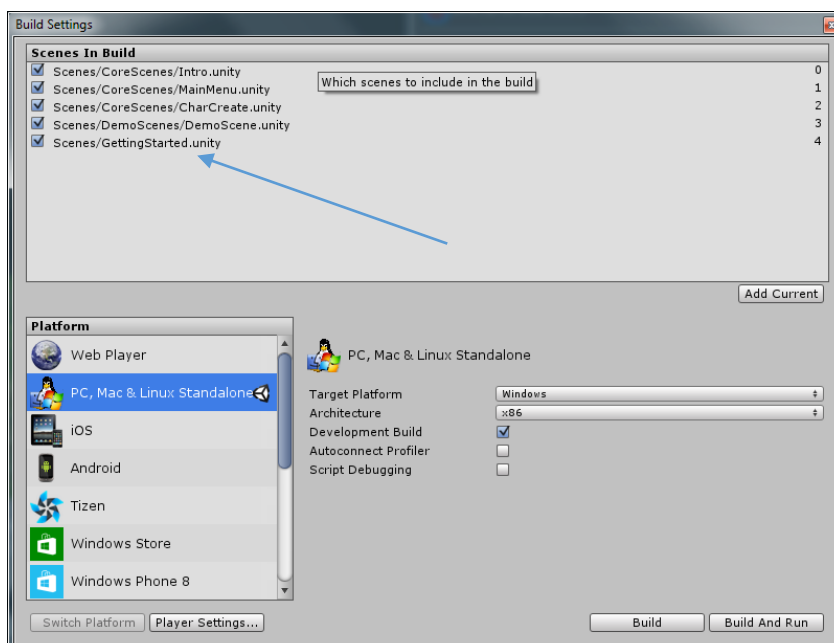 Build Settings
Scenes In Build
Scenes/CoreScenes/Intro.unity 0
Which scenes to include in the build
Scenes/CoreScenes/MainMenu.unity 1
Scenes/CoreScenes/CharCreate.unity 2
Scenes/DemoScenes/DemoScene.unity 3
Scenes/GettingStarted.unity 4
Add Current
Platform
Web Player
PC, Mac & Linux Standalone
iOS
Android
Tizen
Windows Store
Windows Phone 8
PC, Mac & Linux Standalone
Target Platform Windows
Architecture x86
Development Build
Autoconnect Profiler
Script Debugging
Switch Platform Player Settings... Build Build And Run